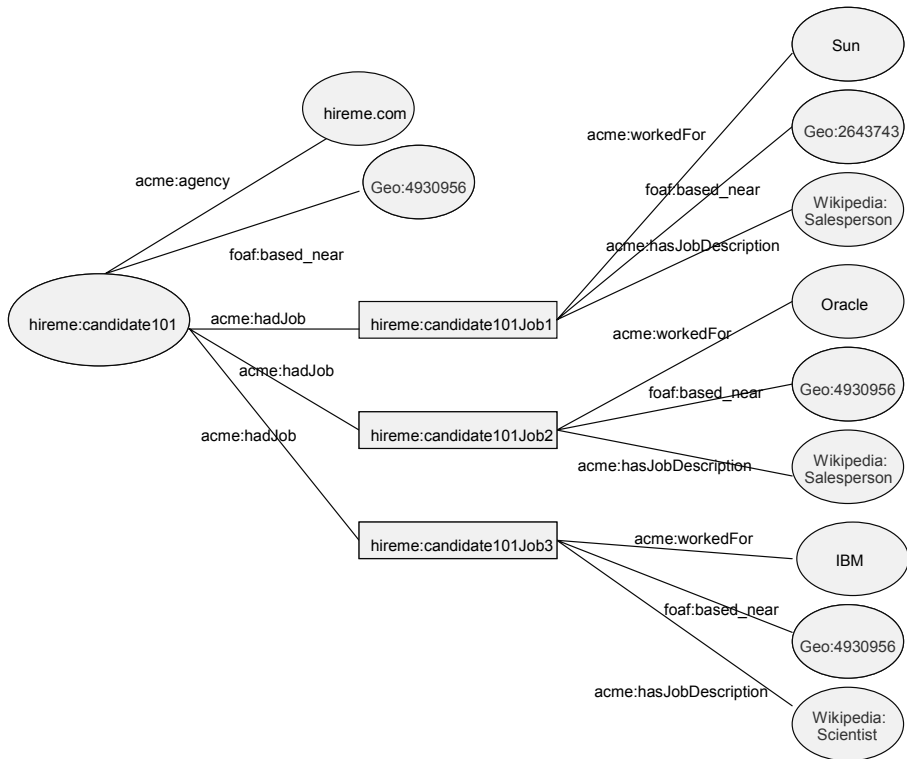 Sun
hireme.com
Geo:2643743
acme:workedFor
acme:agency
Geo:4930956
foaf:based_near
Wikipedia:
Salesperson
foaf:based_near
acme:hasJobDescription
hireme:candidate101
acme:hadJob
hireme:candidate101Job1
Oracle
acme:workedFor
acme:hadJob
foaf:based_near
Geo:4930956
acme:hadJob
hireme:candidate101Job2
acme:hasJobDescription
Wikipedia:
Salesperson
hireme:candidate101Job3
acme:workedFor
IBM
foaf:based_near
Geo:4930956
acme:hasJobDescription
Wikipedia:
Scientist